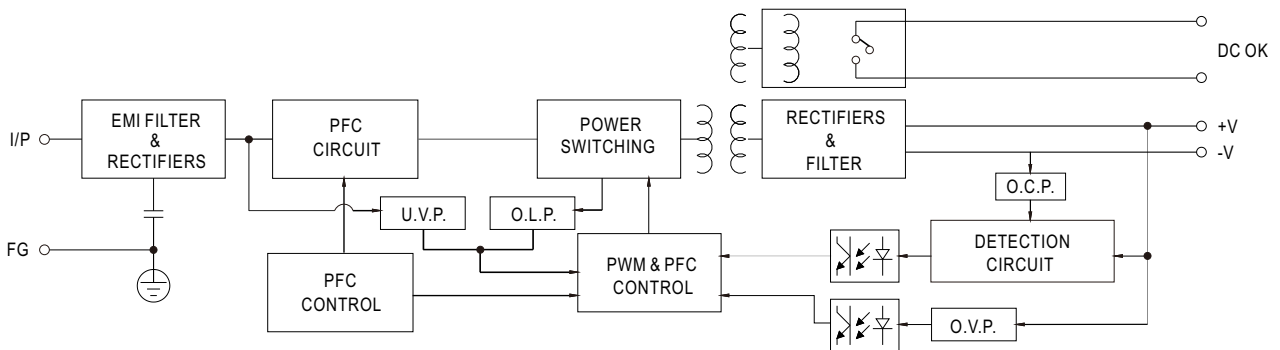 DC OK
I/P
EMI FILTER
&
RECTIFIERS
PFC
CIRCUIT
POWER
SWITCHING
RECTIFIERS
&
FILTER
+V
-V
O.C.P.
U.V.P.
O.L.P.
FG
PFC
CONTROL
PWM & PFC
CONTROL
DETECTION
CIRCUIT
O.V.P.